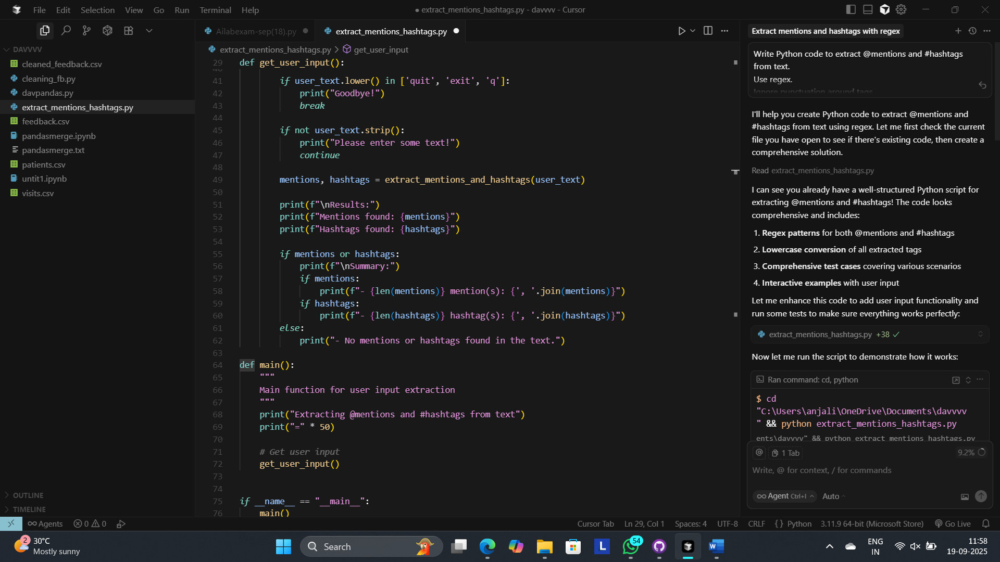 File Edit Selection View Go Run Terminal Help
● extract_mentions_hashtags.py - davvvv - Cursor
DAVVVV
cleaned_feedback.csv
cleaning_fb.py
davpandas.py
extract_mentions_hashtags.py
feedback.csv
pandasmerge.ipynb
pandasmerge.txt
patients.csv
untit1.ipynb
visits.csv
OUTLINE
TIMELINE
Ailabexam-sep(18).py
extract_mentions_hashtags.py
extract_mentions_hashtags.py > get_user_input
29 def get_user_input():
40
41 if user_text.lower() in ['quit', 'exit', 'q']:
42 print("Goodbye!")
43 break
44
45 if not user_text.strip():
46 print("Please enter some text!")
47 continue
48
49 mentions, hashtags = extract_mentions_and_hashtags(user_text)
50
51 print(f"\nResults:")
52 print(f"Mentions found: {mentions}")
53 print(f"Hashtags found: {hashtags}")
54
55 if mentions or hashtags:
56 print(f"\nSummary:")
57 if mentions:
58 print(f"- {len(mentions)} mention(s): {', '.join(mentions)}")
59 if hashtags:
60 print(f"- {len(hashtags)} hashtag(s): {', '.join(hashtags)}")
61 else:
62 print("- No mentions or hashtags found in the text.")
63
64 def main():
65 """
66 Main function for user input extraction
67 """
68 print("Extracting @mentions and #hashtags from text")
69 print("=" * 50)
70
71 # Get user input
72 get_user_input()
73
74
75 if __name__ == "__main__":
76 main()
Extract mentions and hashtags with regex
Write Python code to extract @mentions and #hashtags
from text.
Use regex.
Ignore punctuation around tags
I'll help you create Python code to extract @mentions and
#hashtags from text using regex. Let me first check the current
file you have open to see if there's existing code, then create a
comprehensive solution.
Read extract_mentions_hashtags.py
I can see you already have a well-structured Python script for
extracting @mentions and #hashtags! The code looks
comprehensive and includes:
1. Regex patterns for both @mentions and #hashtags
2. Lowercase conversion of all extracted tags
3. Comprehensive test cases covering various scenarios
4. Interactive examples with user input
Let me enhance this code to add user input functionality and
run some tests to make sure everything works perfectly:
extract_mentions_hashtags.py +38
Now let me run the script to demonstrate how it works:
Ran command: cd, python
$ cd
"C:\Users\anjali\OneDrive\Documents\davvvv
" && python extract_mentions_hashtags.py
ents\davvvv" && python extract_mentions_hashtags.py
@ 1 Tab 9.2%
Write, @ for context, / for commands
Agent Ctrl+I Auto
Agents 0 0
Cursor Tab Ln 29, Col 1 Spaces: 4 UTF-8 CRLF {} Python 3.11.9 64-bit (Microsoft Store) Go Live
2 30°C
Mostly sunny
Search
L
54
W
ENG
IN
11:58
19-09-2025